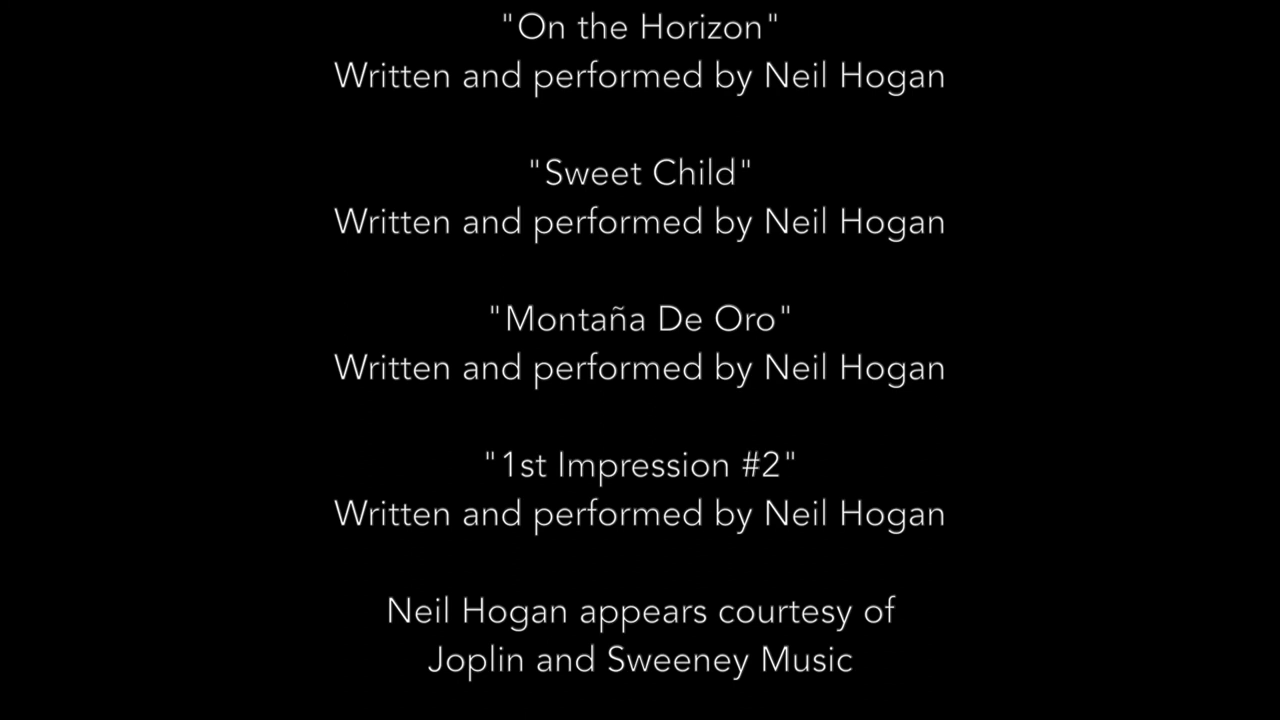 "On the Horizon"
Written and performed by Neil Hogan
"Sweet Child"
Written and performed by Neil Hogan
"Montaña De Oro"
Written and performed by Neil Hogan
"1st Impression #2"
Written and performed by Neil Hogan
Neil Hogan appears courtesy of
Joplin and Sweeney Music